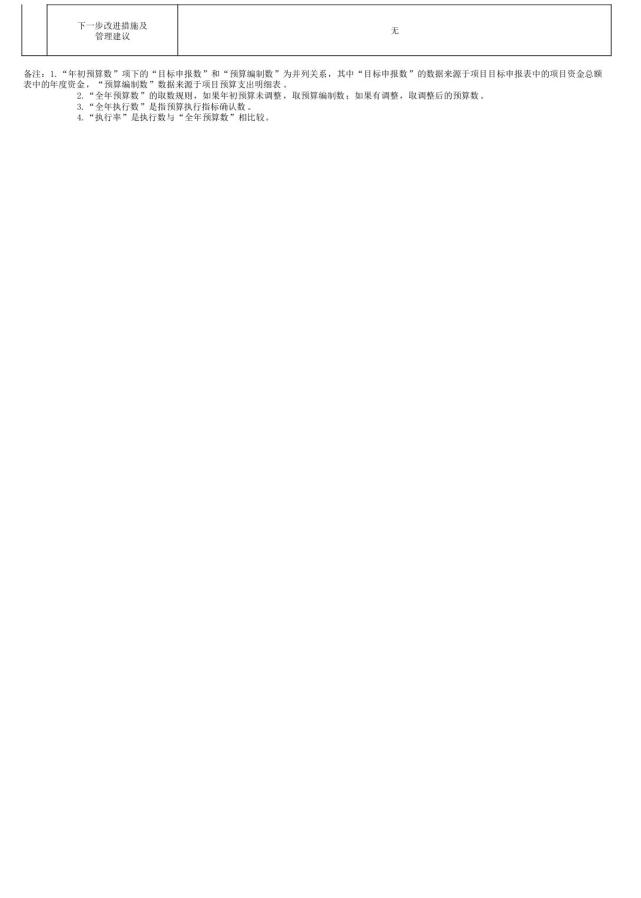 下一步改进措施及
管理建议
无
备注：1.“年初预算数”项下的“目标申报数”和“预算编制数”为并列关系，其中“目标申报数”的数据来源于项目目标申报表中的项目资金总额
表中的年度资金，“预算编制数”数据来源于项目预算支出明细表。
2.“全年预算数”的取数规则，如果年初预算未调整，取预算编制数；如果有调整，取调整后的预算数。
3.“全年执行数”是指预算执行指标确认数。
4.“执行率”是执行数与“全年预算数”相比较。